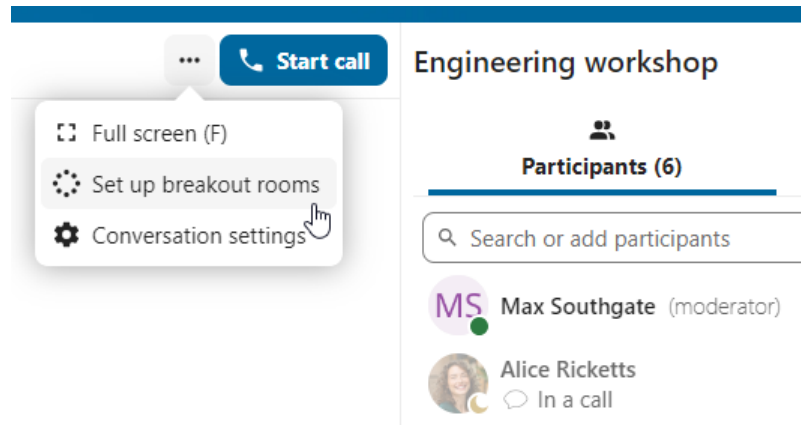 Start call
Full screen (F)
Set up breakout rooms
Conversation settings
Engineering workshop
Participants (6)
Search or add participants
MS Max Southgate (moderator)
Alice Ricketts
In a call